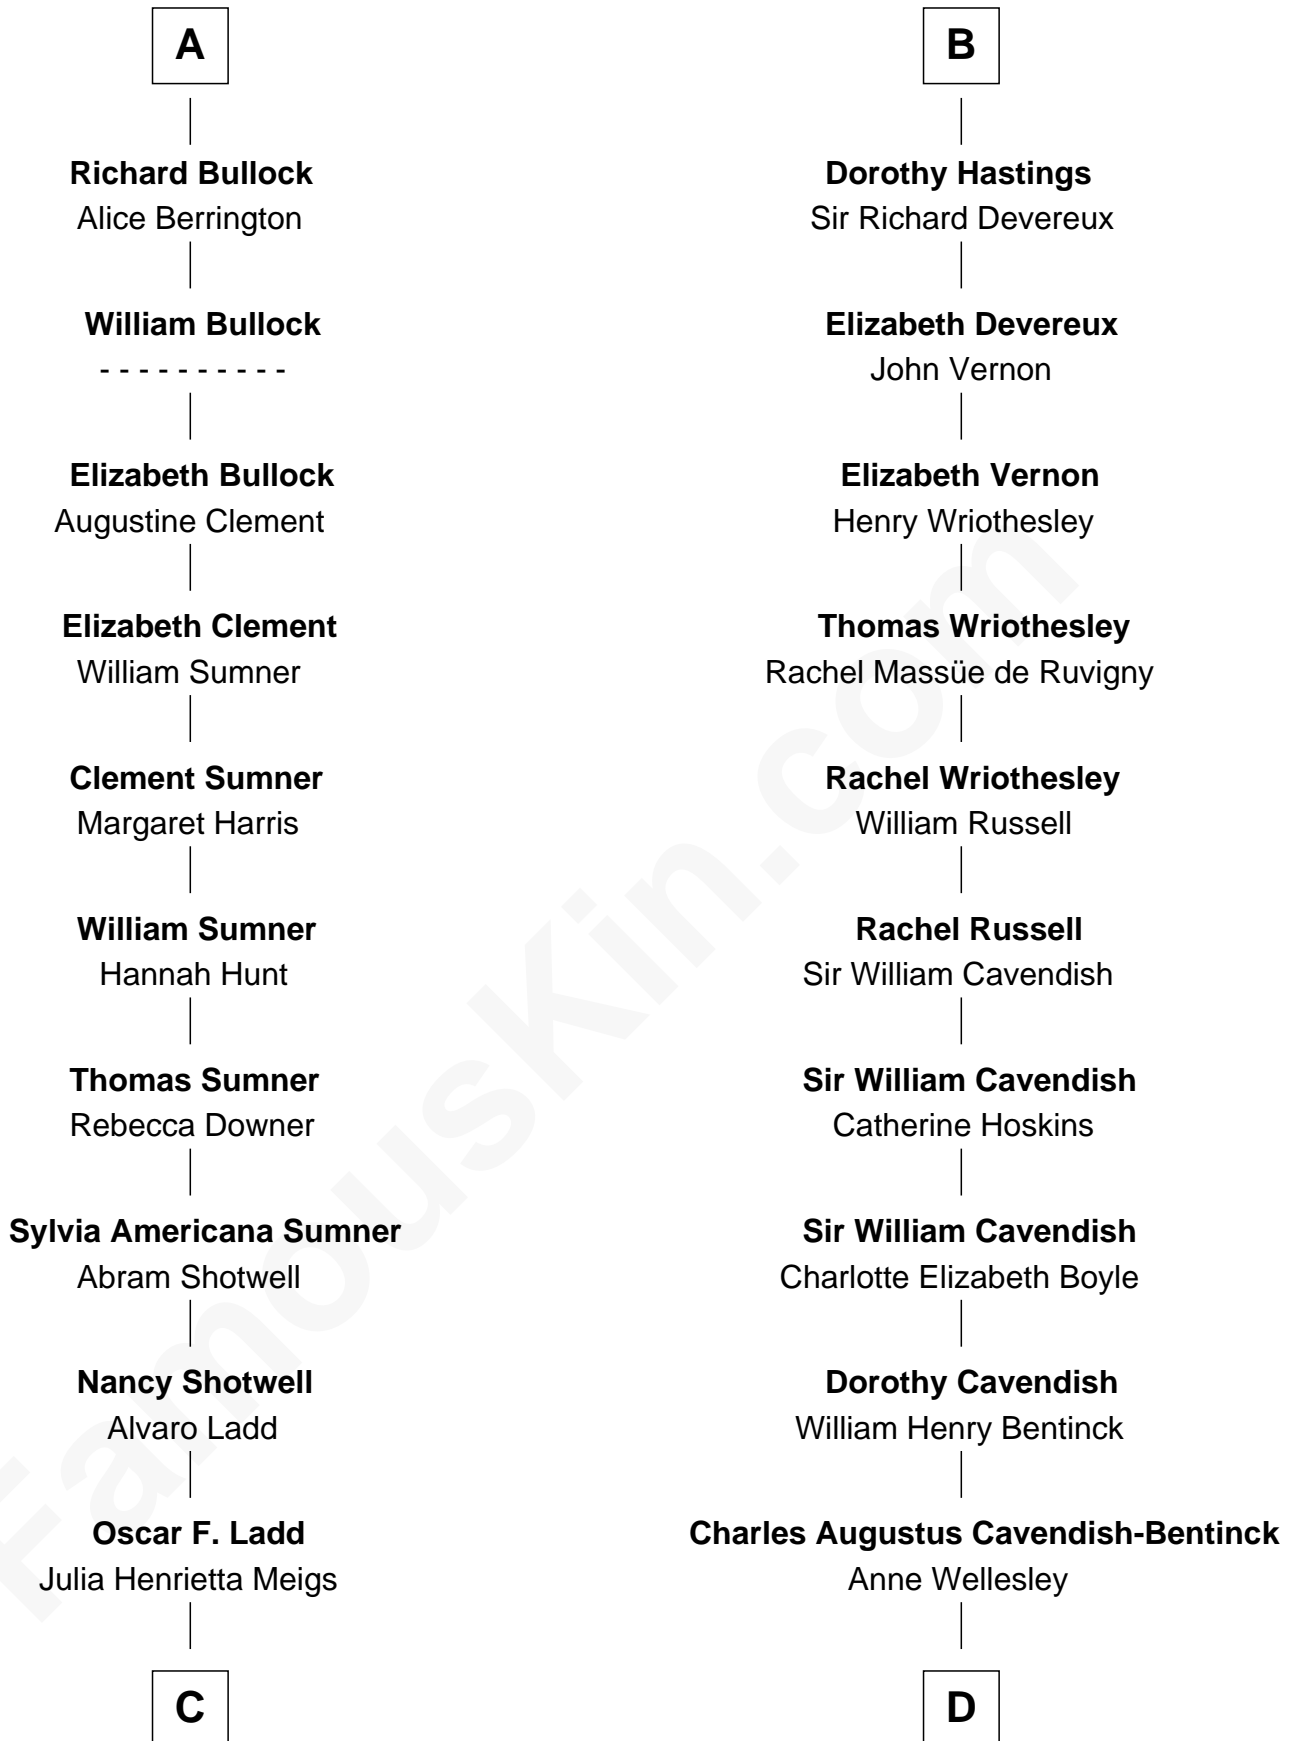 A
Richard Bullock
Alice Berrington
William Bullock
- - - - - - - - - -
Elizabeth Bullock
Augustine Clement
Elizabeth Clement
William Sumner
Clement Sumner
Margaret Harris
William Sumner
Hannah Hunt
Thomas Sumner
Rebecca Downer
Sylvia Americana Sumner
Abram Shotwell
Nancy Shotwell
Alvaro Ladd
Oscar F. Ladd
Julia Henrietta Meigs
C
B
Dorothy Hastings
Sir Richard Devereux
Elizabeth Devereux
John Vernon
Elizabeth Vernon
Henry Wriothesley
Thomas Wriothesley
Rachel Massüe de Ruvigny
Rachel Wriothesley
William Russell
Rachel Russell
Sir William Cavendish
Sir William Cavendish
Catherine Hoskins
Sir William Cavendish
Charlotte Elizabeth Boyle
Dorothy Cavendish
William Henry Bentinck
Charles Augustus Cavendish-Bentinck
Anne Wellesley
D
FamousKin.com